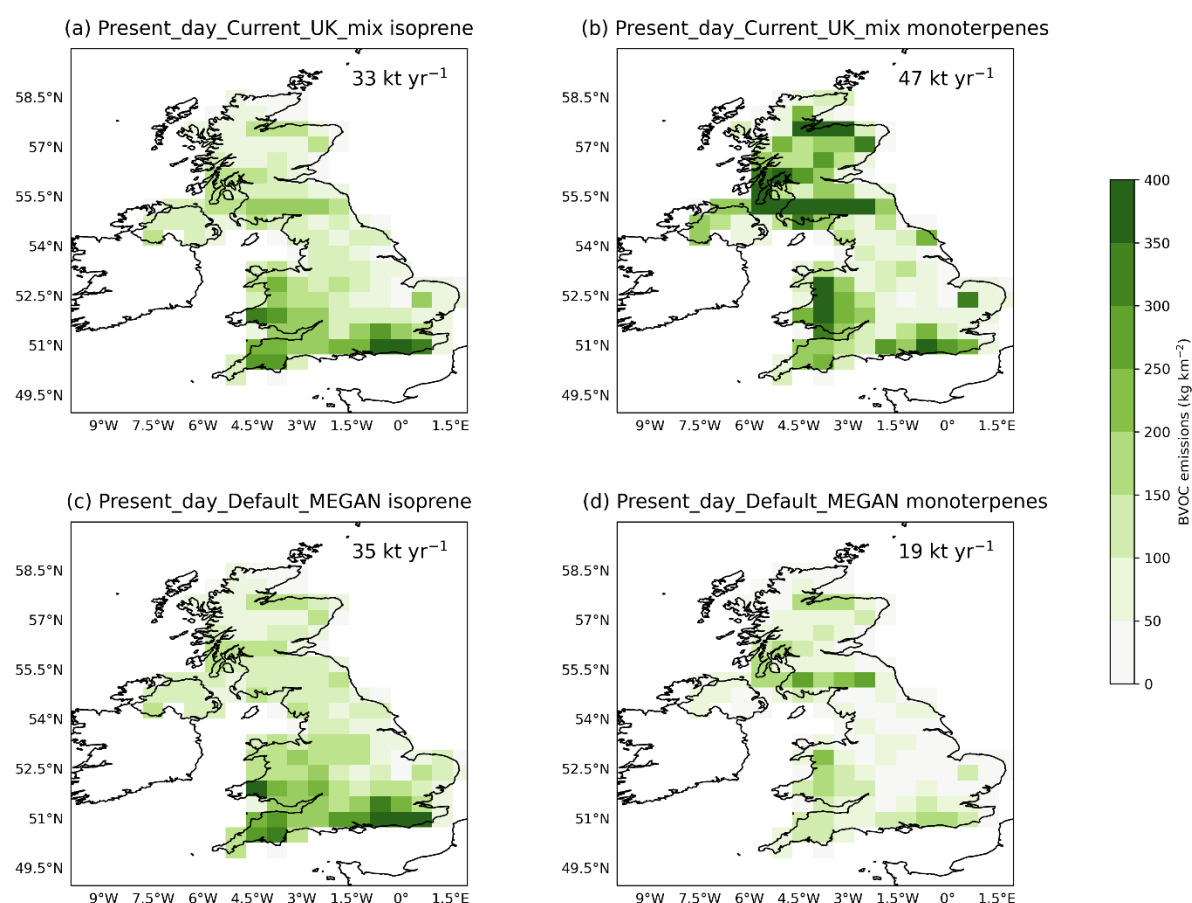 (a) Present_day_Current_UK_mix isoprene
(b) Present_day_Current_UK_mix monoterpenes
33 kt yr⁻¹
47 kt yr⁻¹
58.5°N
57°N
55.5°N
54°N
52.5°N
51°N
49.5°N
9°W 7.5°W 6°W 4.5°W 3°W 1.5°W 0° 1.5°E
58.5°N
57°N
55.5°N
54°N
52.5°N
51°N
49.5°N
9°W 7.5°W 6°W 4.5°W 3°W 1.5°W 0° 1.5°E
(c) Present_day_Default_MEGAN isoprene
(d) Present_day_Default_MEGAN monoterpenes
35 kt yr⁻¹
19 kt yr⁻¹
58.5°N
57°N
55.5°N
54°N
52.5°N
51°N
49.5°N
9°W 7.5°W 6°W 4.5°W 3°W 1.5°W 0° 1.5°E
58.5°N
57°N
55.5°N
54°N
52.5°N
51°N
49.5°N
9°W 7.5°W 6°W 4.5°W 3°W 1.5°W 0° 1.5°E
400
350
300
250
200
150
100
50
0
BVOC emissions (kg km⁻²)